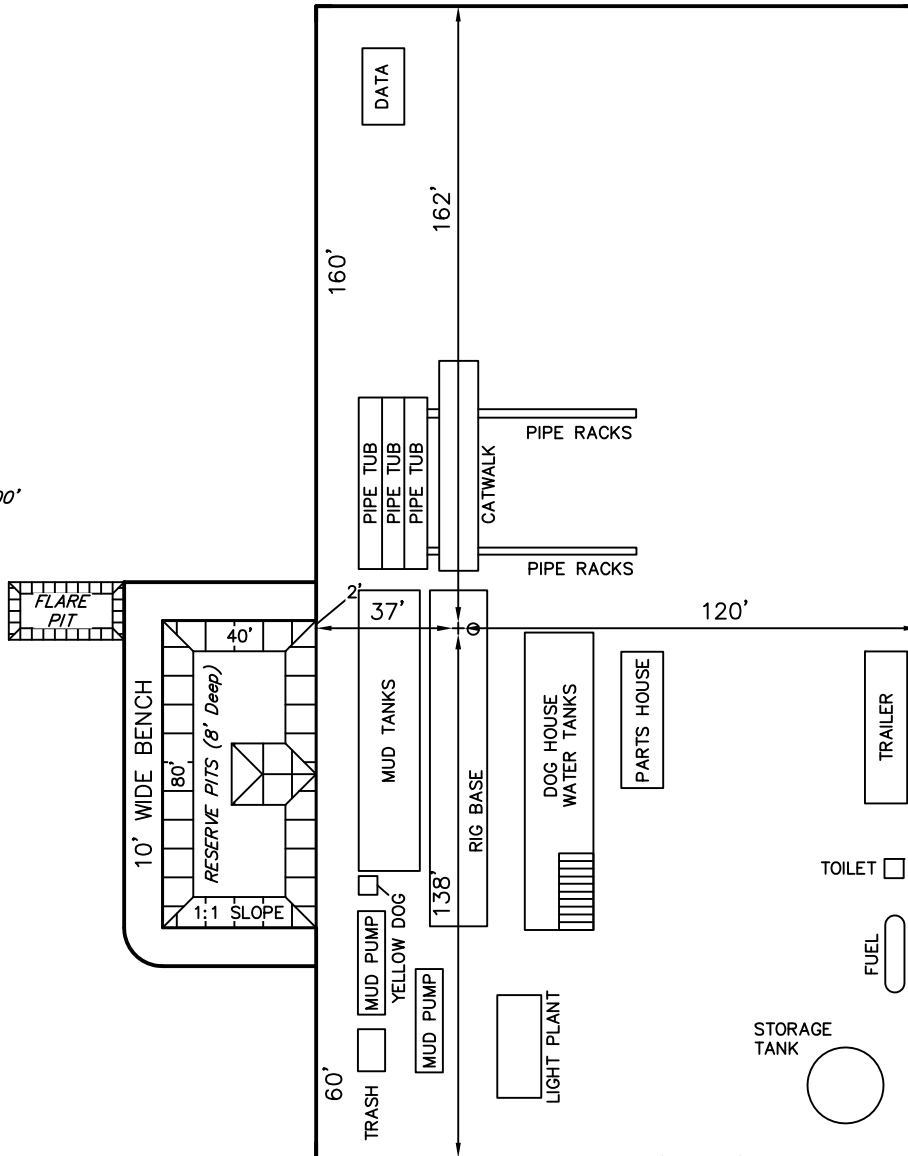 DATA
162'
160'
PIPE TUB
PIPE TUB
PIPE TUB
CATWALK
PIPE RACKS
PIPE RACKS
00'
FLARE
PIT
2'
37'
120'
40'
10' WIDE BENCH
80'
RESERVE PITS (8' Deep)
1:1 SLOPE
MUD TANKS
RIG BASE
138'
DOG HOUSE
WATER TANKS
PARTS HOUSE
TRAILER
TOILET
YELLOW DOG
MUD PUMP
MUD PUMP
FUEL
LIGHT PLANT
STORAGE
TANK
60'
TRASH